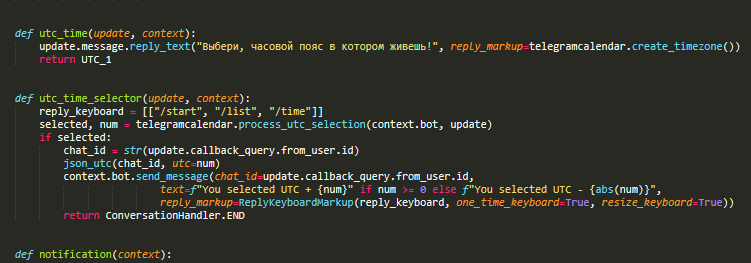 def utc_time(update, context):
    update.message.reply_text("Выбери, часовой пояс в котором живешь!", reply_markup=telegramcalendar.create_timezone())
    return UTC_1
def utc_time_selector(update, context):
    reply_keyboard = [["/start", "/list", "/time"]]
    selected, num = telegramcalendar.process_utc_selection(context.bot, update)
    if selected:
        chat_id = str(update.callback_query.from_user.id)
        json_utc(chat_id, utc=num)
        context.bot.send_message(chat_id=update.callback_query.from_user.id,
                                 text=f"You selected UTC + {num}" if num >= 0 else f"You selected UTC - {abs(num)}",
                                 reply_markup=ReplyKeyboardMarkup(reply_keyboard, one_time_keyboard=True, resize_keyboard=True))
        return ConversationHandler.END
def notification(context):